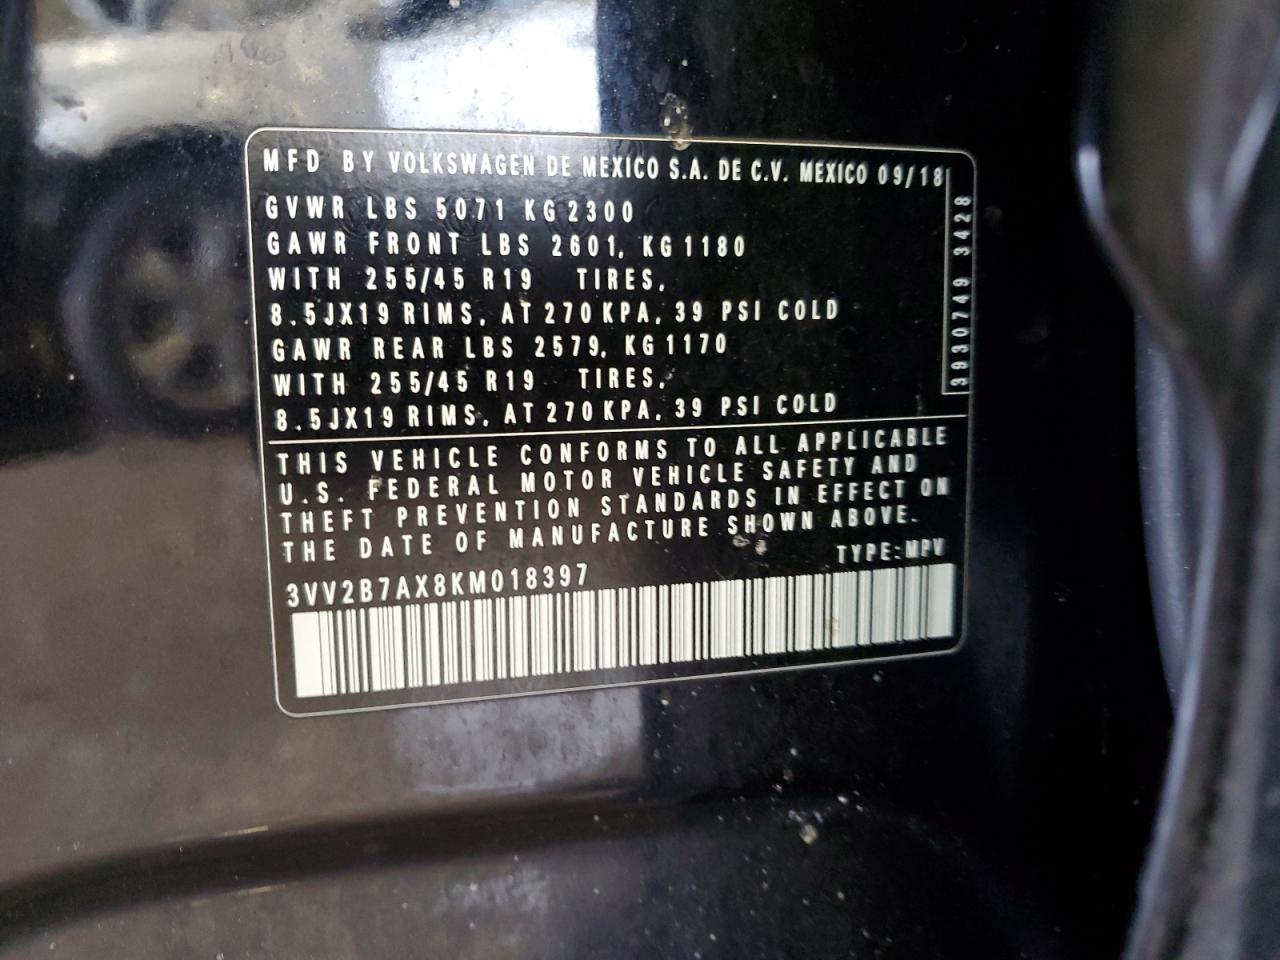 MFD BY VOLKSWAGEN DE MEXICO S.A. DE C.V. MEXICO 09/18
GVWR LBS 5071 KG 2300
GAWR FRONT LBS 2601, KG 1180
WITH 255/45 R19 TIRES,
8.5JX19 RIMS, AT 270 KPA, 39 PSI COLD
GAWR REAR LBS 2579, KG 1170
WITH 255/45 R19 TIRES,
8.5JX19 RIMS, AT 270 KPA, 39 PSI COLD
3930749 3428
THIS VEHICLE CONFORMS TO ALL APPLICABLE
U.S. FEDERAL MOTOR VEHICLE SAFETY AND
THEFT PREVENTION STANDARDS IN EFFECT ON
THE DATE OF MANUFACTURE SHOWN ABOVE.
TYPE:MPV
3VV2B7AX8KM018397